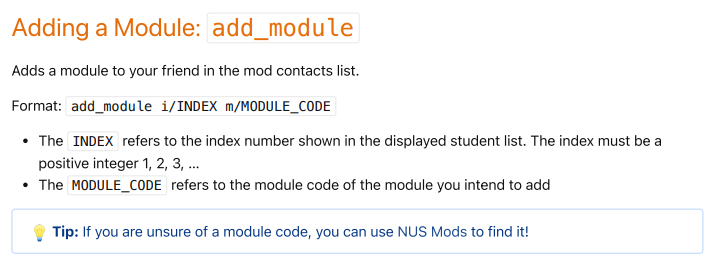 Adding a Module: add_module
Adds a module to your friend in the mod contacts list.
Format: add_module i/INDEX m/MODULE_CODE
• The INDEX refers to the index number shown in the displayed student list. The index must be a
positive integer 1, 2, 3, ...
• The MODULE_CODE refers to the module code of the module you intend to add
💡 Tip: If you are unsure of a module code, you can use NUS Mods to find it!